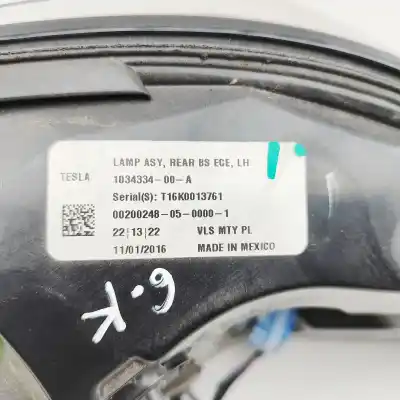 LAMP ASY, REAR BS ECE, LH
TESLA 1034334-00-A
Serial(S): T16K0013761
00200248-05-0000-1
22|13|22 VLS MTY PL
11/01/2016 MADE IN MEXICO
6.K